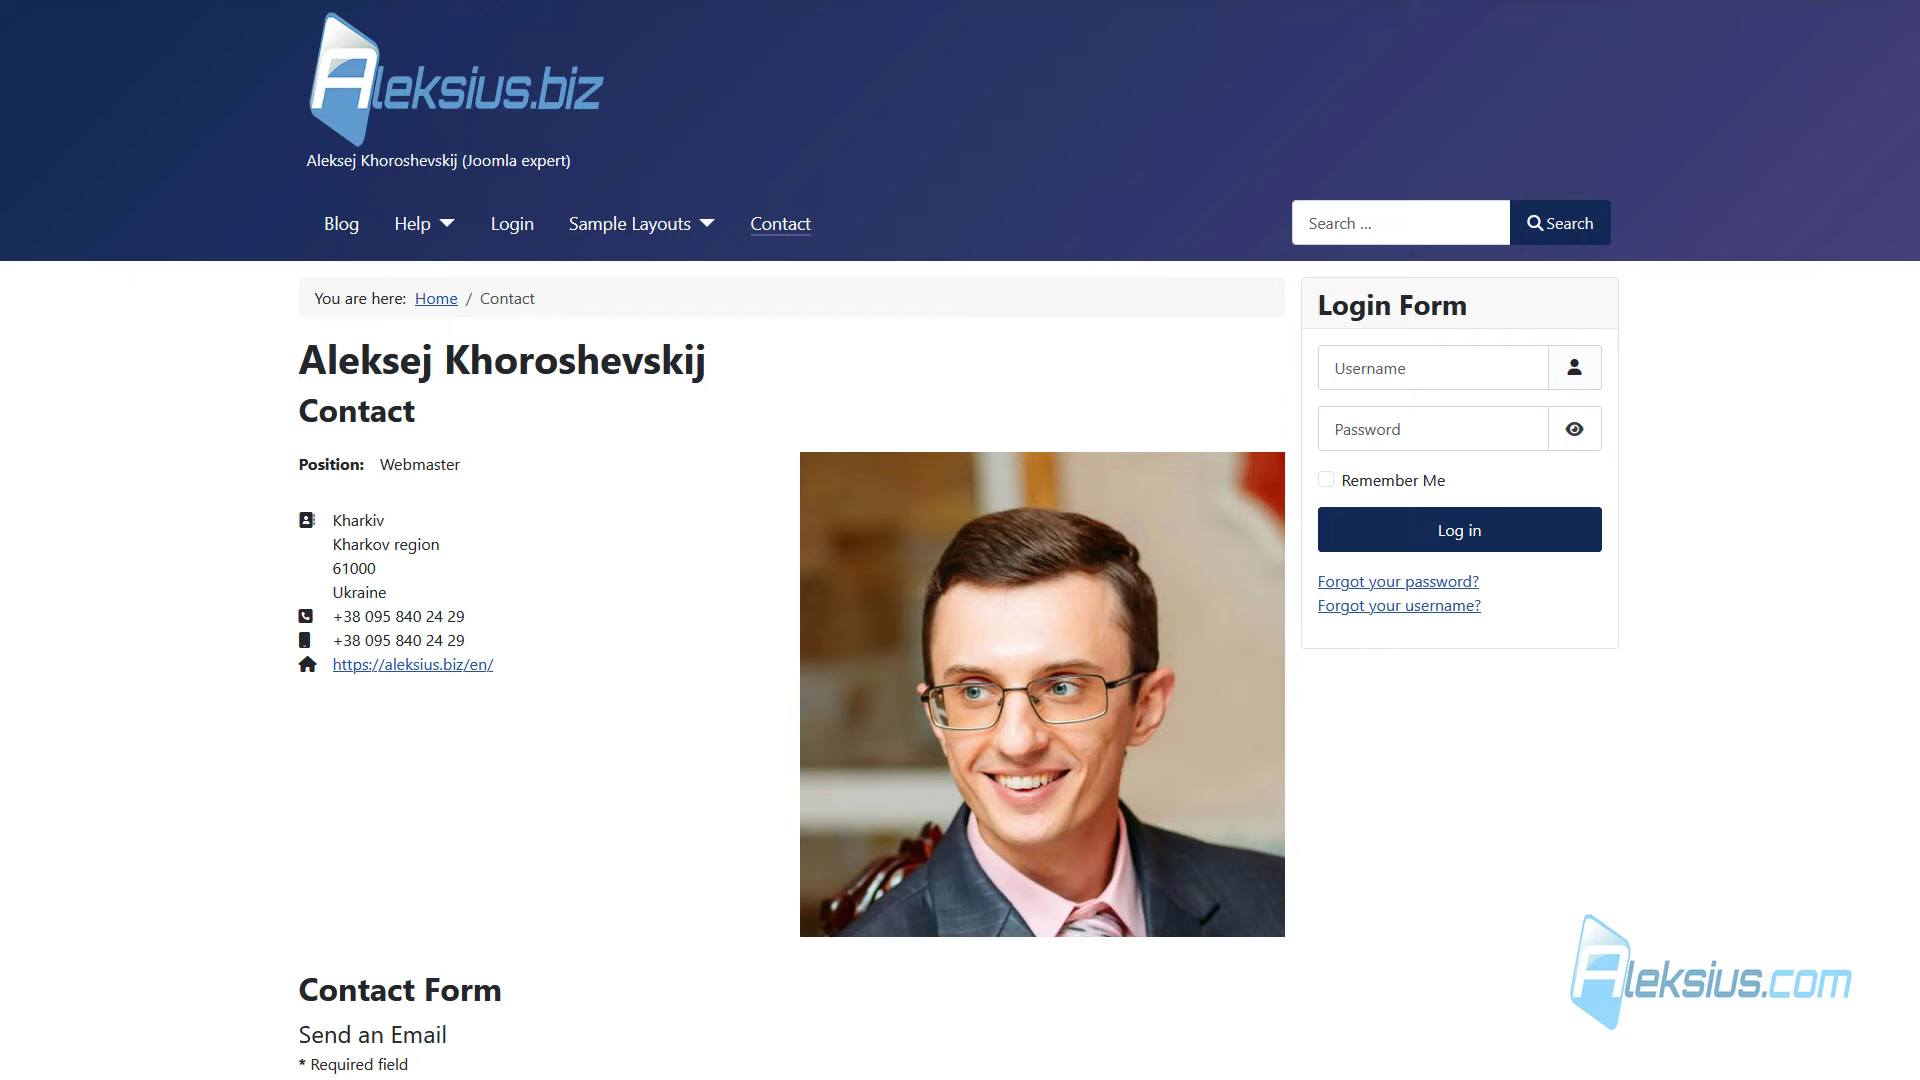 Aleksius.biz
Aleksej Khoroshevskij (Joomla expert)
Blog Help Login Sample Layouts Contact
Search ... Search
You are here: Home / Contact
Aleksej Khoroshevskij
Contact
Position: Webmaster
Kharkiv
Kharkov region
61000
Ukraine
+38 095 840 24 29
+38 095 840 24 29
https://aleksius.biz/en/
Contact Form
Send an Email
* Required field
Login Form
Username
Password
Remember Me
Log in
Forgot your password?
Forgot your username?
Aleksius.com